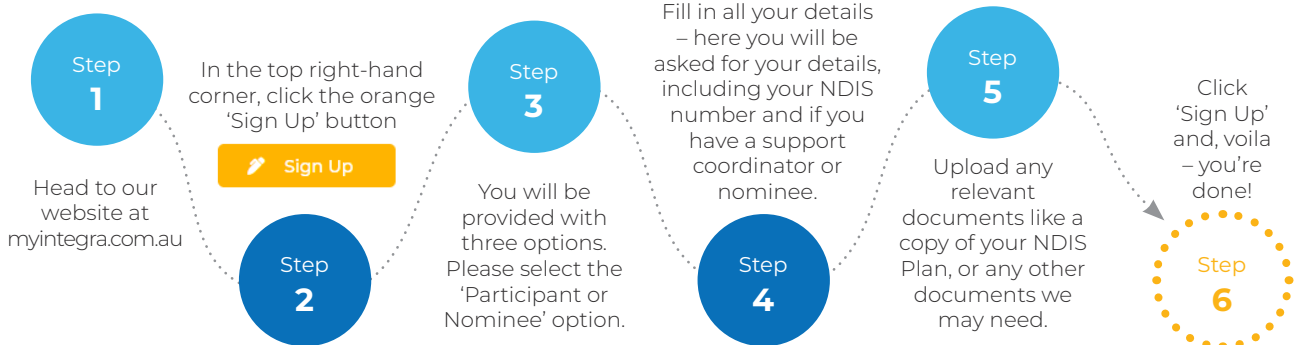 Step
1
Head to our
website at
myintegra.com.au
In the top right-hand
corner, click the orange
‘Sign Up’ button
Sign Up
Step
2
Step
3
You will be
provided with
three options.
Please select the
‘Participant or
Nominee’ option.
Fill in all your details
– here you will be
asked for your details,
including your NDIS
number and if you
have a support
coordinator or
nominee.
Step
4
Step
5
Upload any
relevant
documents like a
copy of your NDIS
Plan, or any other
documents we
may need.
Click
‘Sign Up’
and, voila
– you’re
done!
Step
6